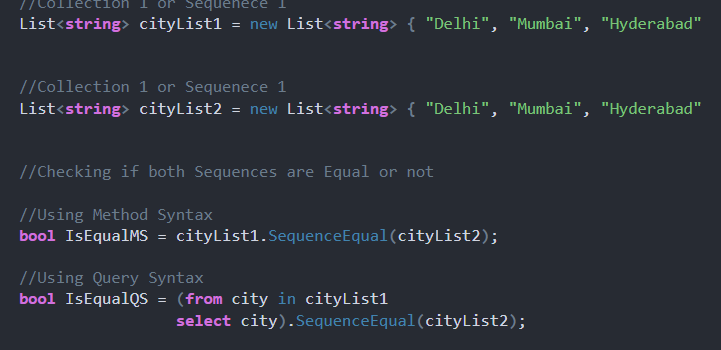 //Collection 1 or Sequenece 1
List<string> cityList1 = new List<string> { "Delhi", "Mumbai", "Hyderabad"
//Collection 1 or Sequenece 1
List<string> cityList2 = new List<string> { "Delhi", "Mumbai", "Hyderabad"
//Checking if both Sequences are Equal or not
//Using Method Syntax
bool IsEqualMS = cityList1.SequenceEqual(cityList2);
//Using Query Syntax
bool IsEqualQS = (from city in cityList1
select city).SequenceEqual(cityList2);